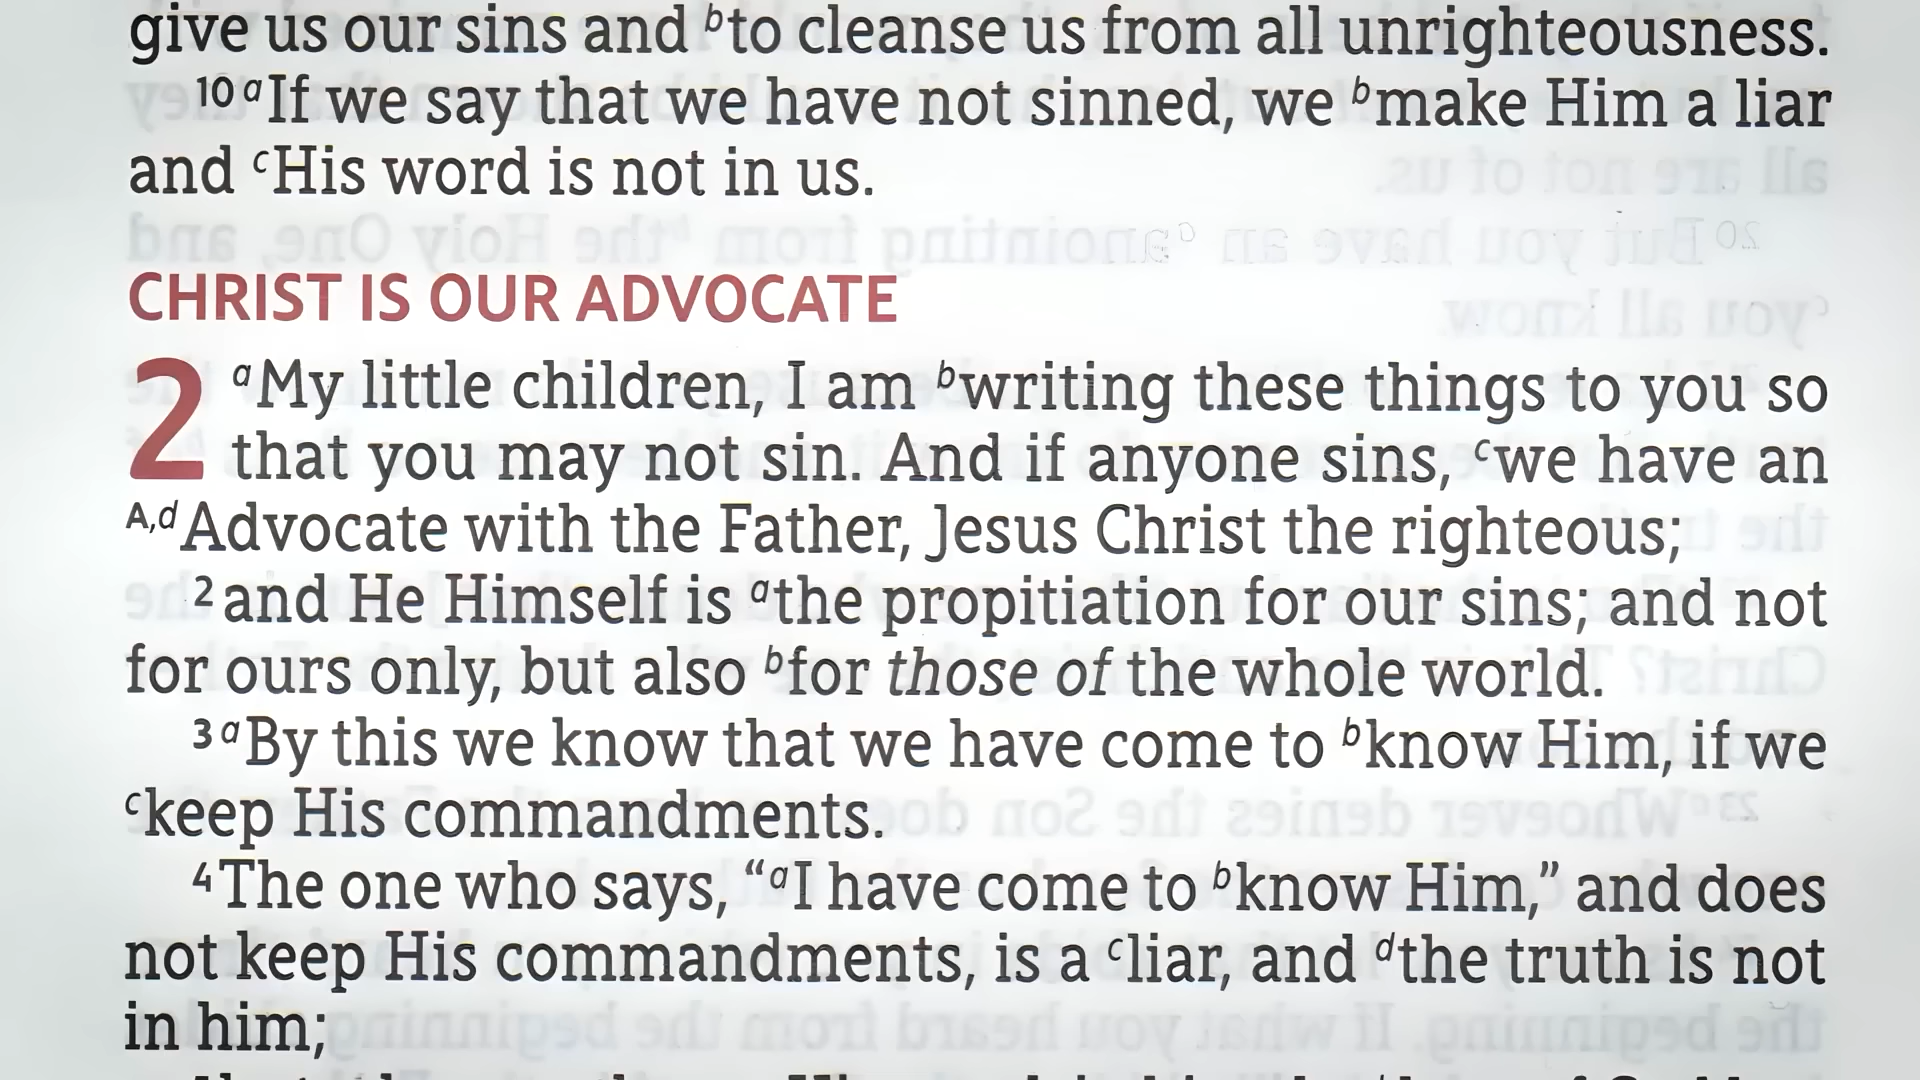 give us our sins and ᵇto cleanse us from all unrighteousness.
10 ᵃIf we say that we have not sinned, we ᵇmake Him a liar
and ᶜHis word is not in us.
CHRIST IS OUR ADVOCATE
2 ᵃMy little children, I am ᵇwriting these things to you so
that you may not sin. And if anyone sins, ᶜwe have an
ᴬ,ᵈAdvocate with the Father, Jesus Christ the righteous;
2 and He Himself is ᵃthe propitiation for our sins; and not
for ours only, but also ᵇfor those of the whole world.
3 ᵃBy this we know that we have come to ᵇknow Him, if we
ᶜkeep His commandments.
4 The one who says, “ᵃI have come to ᵇknow Him,” and does
not keep His commandments, is a ᶜliar, and ᵈthe truth is not
in him;